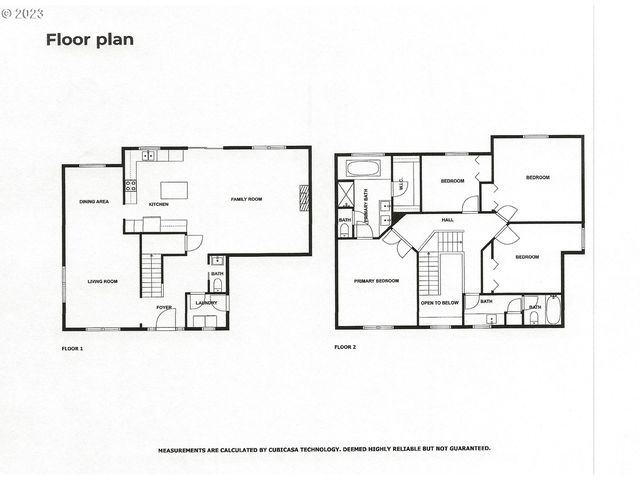 © 2023
Floor plan
DINING AREA
KITCHEN
FAMILY ROOM
LIVING ROOM
BATH
FOYER
LAUNDRY
FLOOR 1
W.I.C.
PRIMARY BATH
BATH
BEDROOM
BEDROOM
HALL
PRIMARY BEDROOM
BEDROOM
OPEN TO BELOW
BATH
BATH
FLOOR 2
MEASUREMENTS ARE CALCULATED BY CUBICASA TECHNOLOGY. DEEMED HIGHLY RELIABLE BUT NOT GUARANTEED.